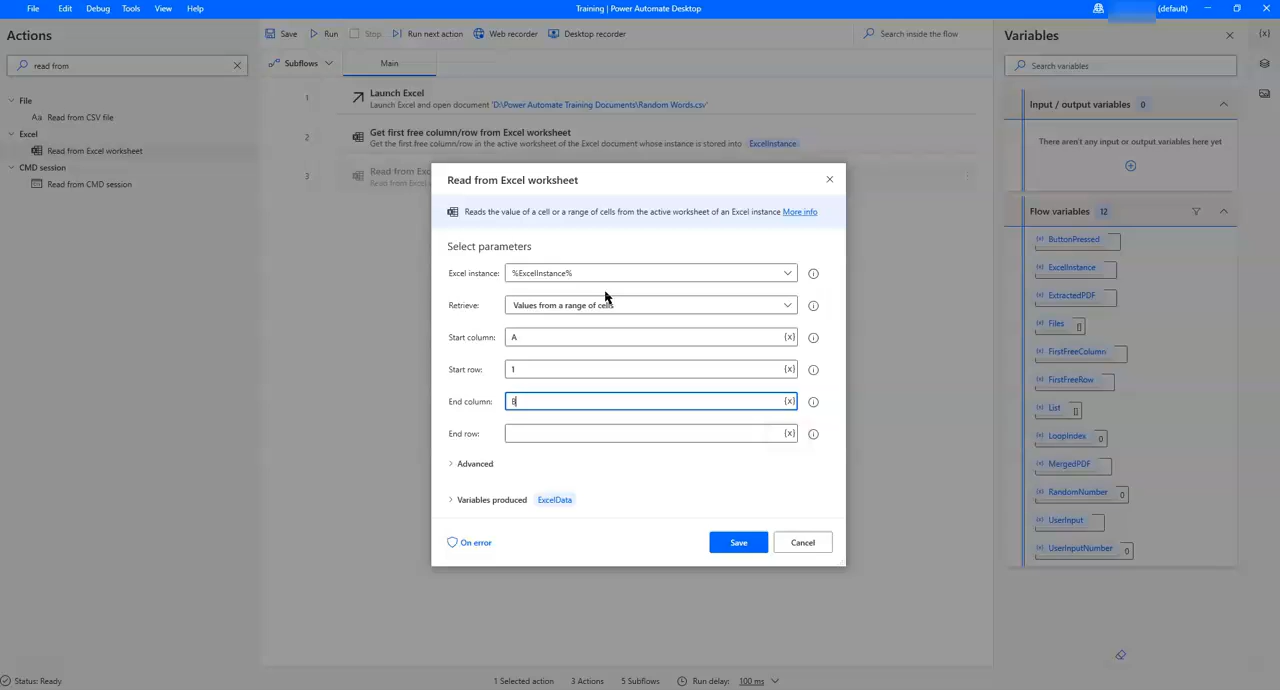 File Edit Debug Tools View Help Training | Power Automate Desktop (default)
Actions Save Run Stop Run next action Web recorder Desktop recorder Search inside the flow Variables {x}
read from Subflows Main Search variables
File
Read from CSV file
Excel
Read from Excel worksheet
CMD session
Read from CMD session
1 Launch Excel
Launch Excel and open document 'D:\Power Automate Training Documents\Random Words.csv'
2 Get first free column/row from Excel worksheet
Get the first free column/row in the active worksheet of the Excel document whose instance is stored into ExcelInstance
3 Read from Exc
Read from Exc
Read from Excel worksheet
Reads the value of a cell or a range of cells from the active worksheet of an Excel instance More info
Select parameters
Excel instance: %ExcelInstance%
Retrieve: Values from a range of cells
Start column: A {x}
Start row: 1 {x}
End column: B {x}
End row: {x}
Advanced
Variables produced ExcelData
On error Save Cancel
Input / output variables 0
There aren't any input or output variables here yet
Flow variables 12
(x) ButtonPressed
(x) ExcelInstance
(x) ExtractedPDF
(x) Files []
(x) FirstFreeColumn
(x) FirstFreeRow
(x) List []
(x) LoopIndex 0
(x) MergedPDF
(x) RandomNumber 0
(x) UserInput
(x) UserInputNumber 0
Status: Ready 1 Selected action 3 Actions 5 Subflows Run delay: 100 ms